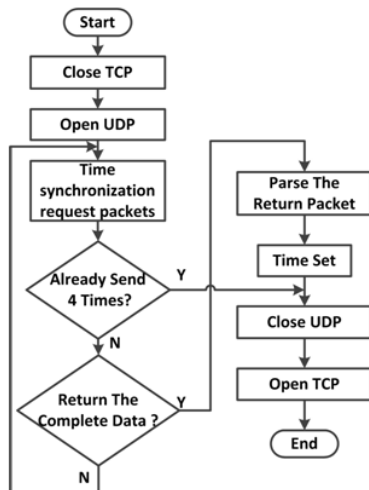 Start
Close TCP
Open UDP
Time
synchronization
request packets
Already Send
4 Times?
Y
N
Return The
Complete Data ?
Y
N
Parse The
Return Packet
Time Set
Close UDP
Open TCP
End